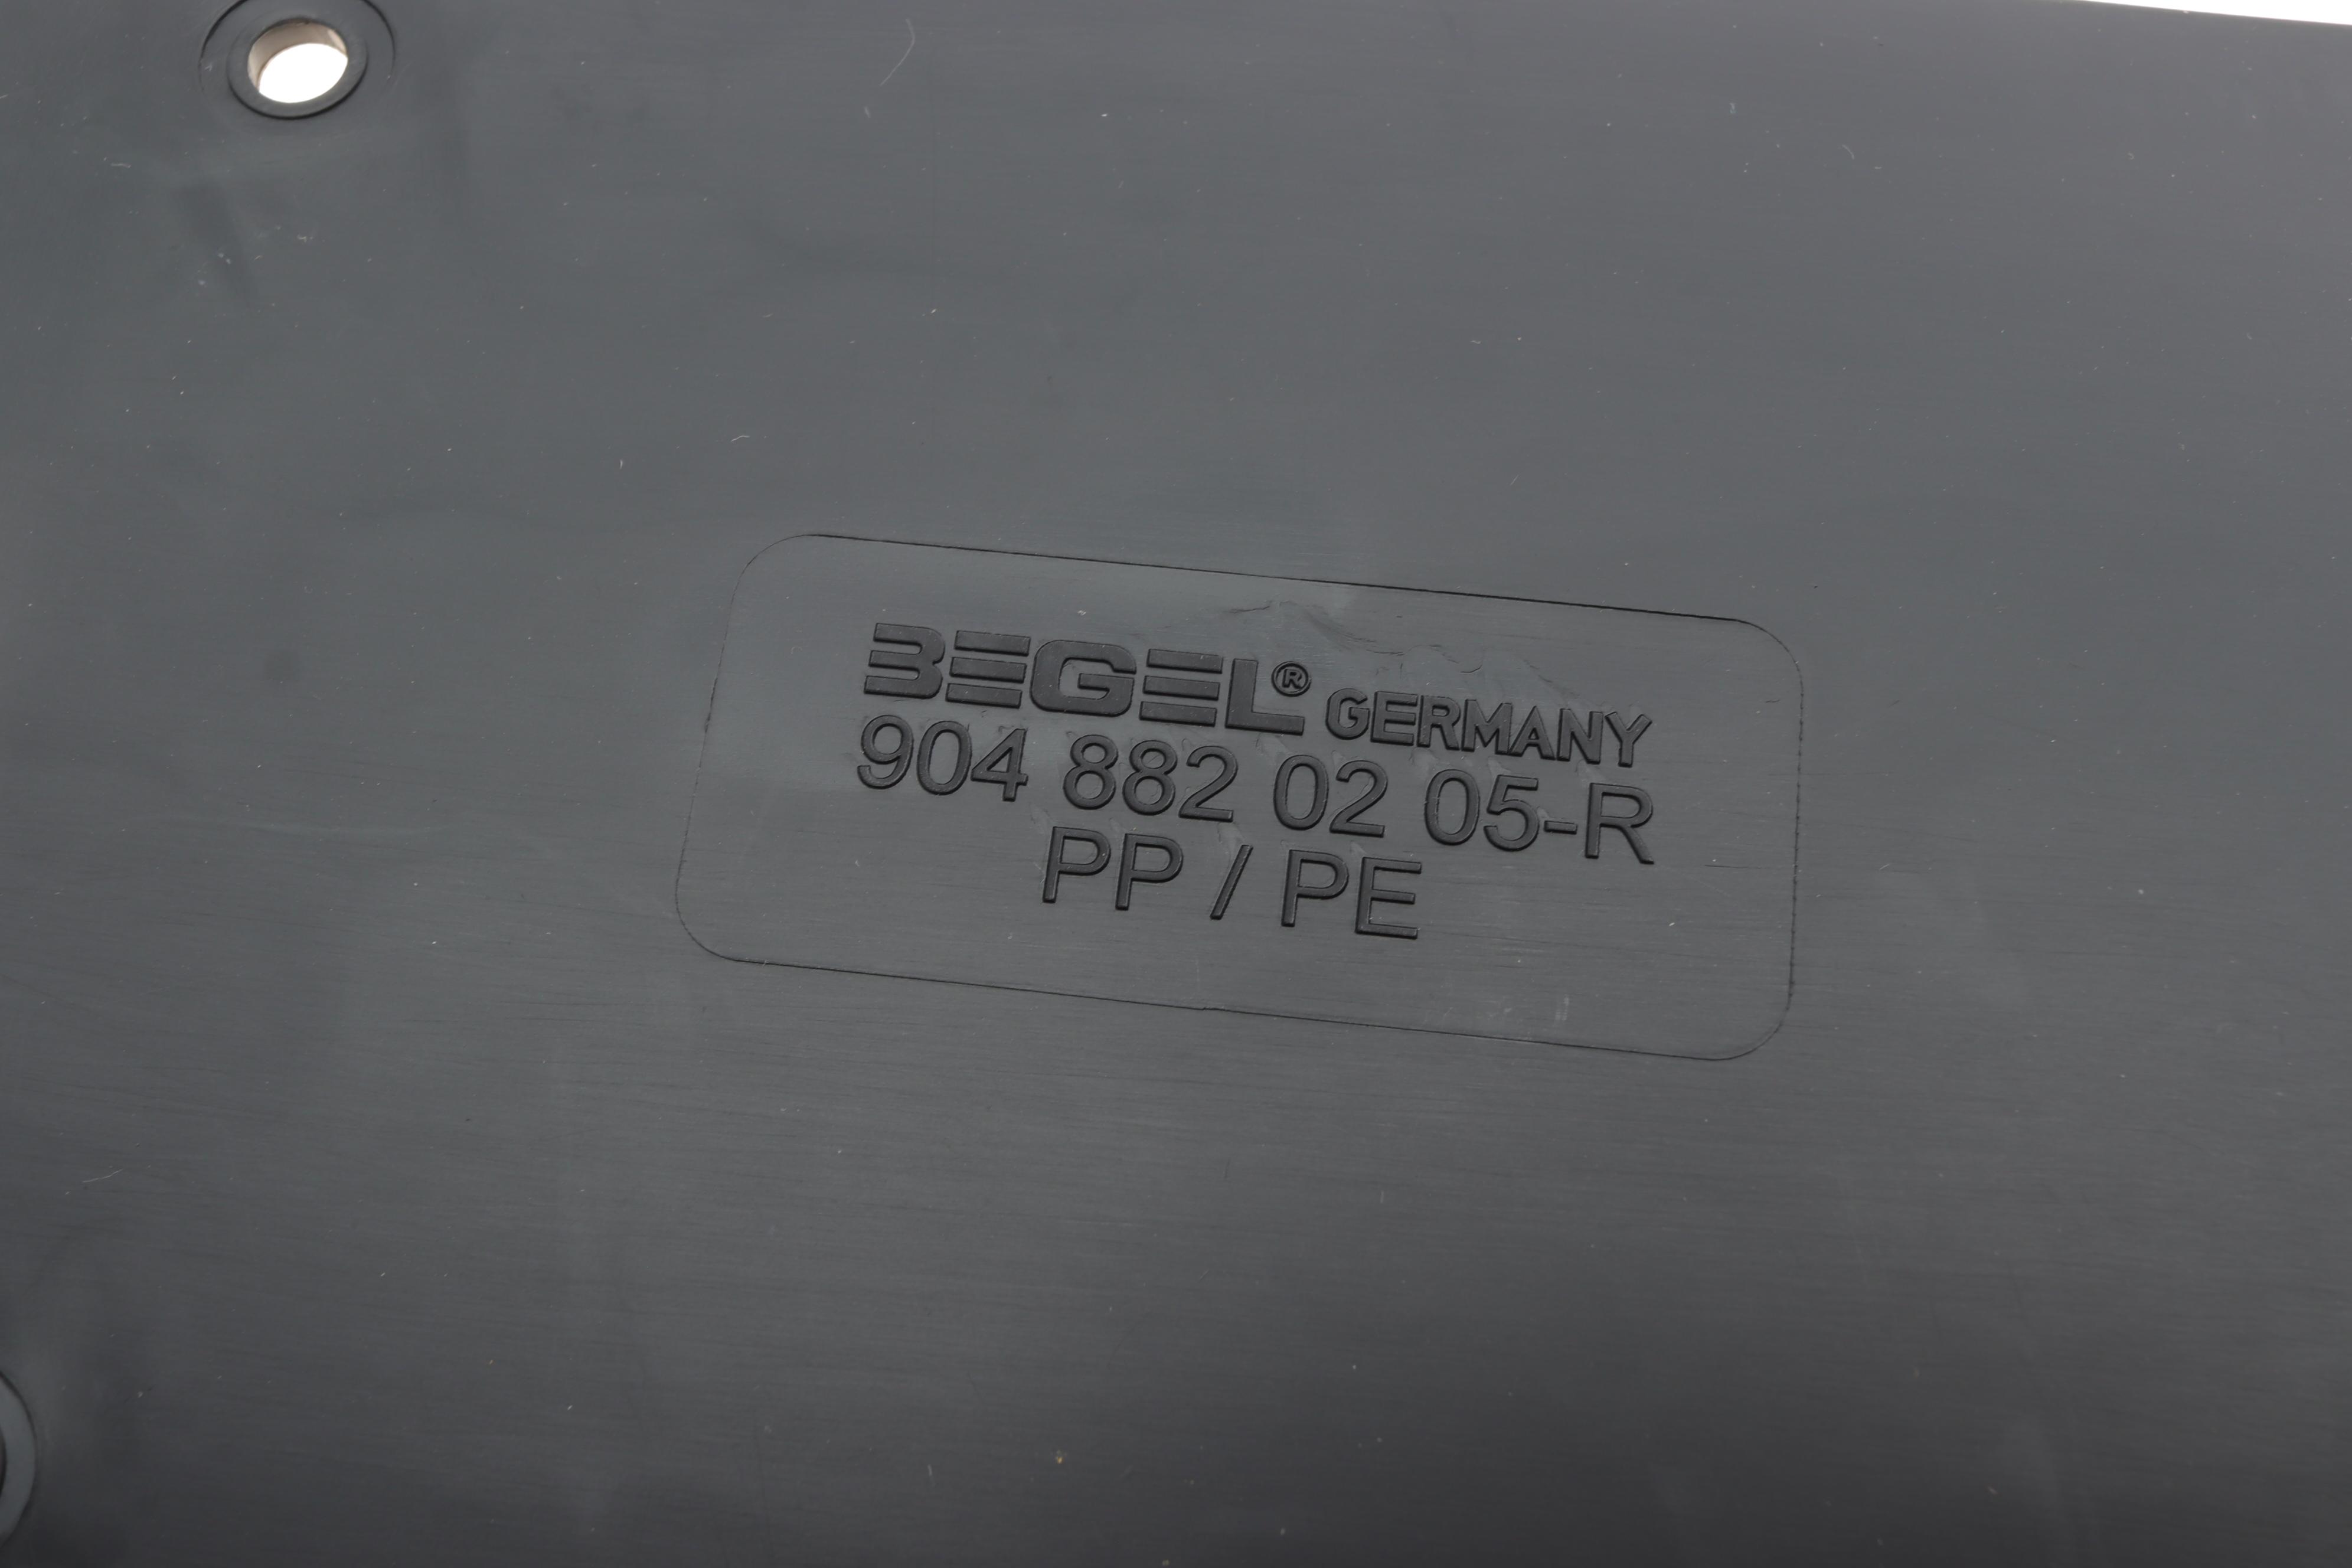 BEGEL® GERMANY
904 882 02 05-R
PP / PE